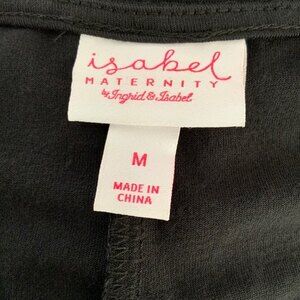 isabel
MATERNITY
by Ingrid & Isabel
M
MADE IN
CHINA